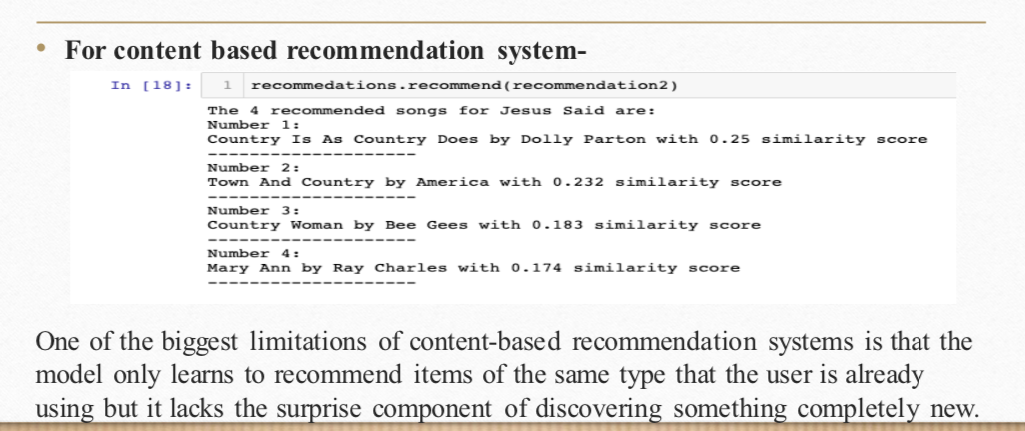 • For content based recommendation system-
In [18]: 1 recommedations.recommend(recommendation2)
The 4 recommended songs for Jesus Said are:
Number 1:
Country Is As Country Does by Dolly Parton with 0.25 similarity score
--------------------
Number 2:
Town And Country by America with 0.232 similarity score
--------------------
Number 3:
Country Woman by Bee Gees with 0.183 similarity score
--------------------
Number 4:
Mary Ann by Ray Charles with 0.174 similarity score
--------------------
One of the biggest limitations of content-based recommendation systems is that the
model only learns to recommend items of the same type that the user is already
using but it lacks the surprise component of discovering something completely new.